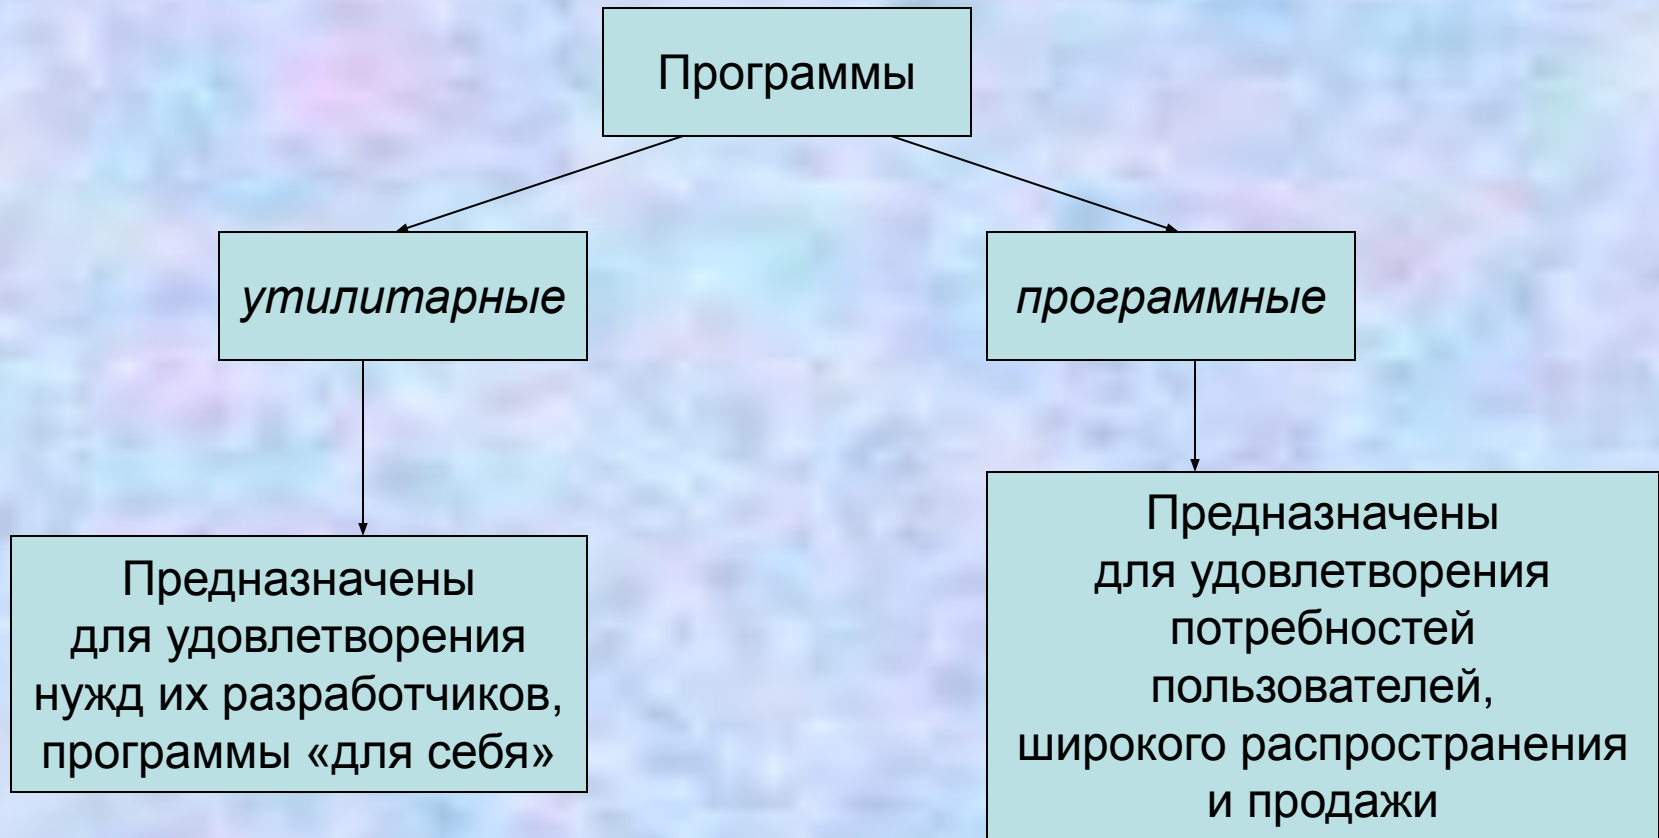 Программы
утилитарные
программные
Предназначены
для удовлетворения
нужд их разработчиков,
программы «для себя»
Предназначены
для удовлетворения
потребностей
пользователей,
широкого распространения
и продажи